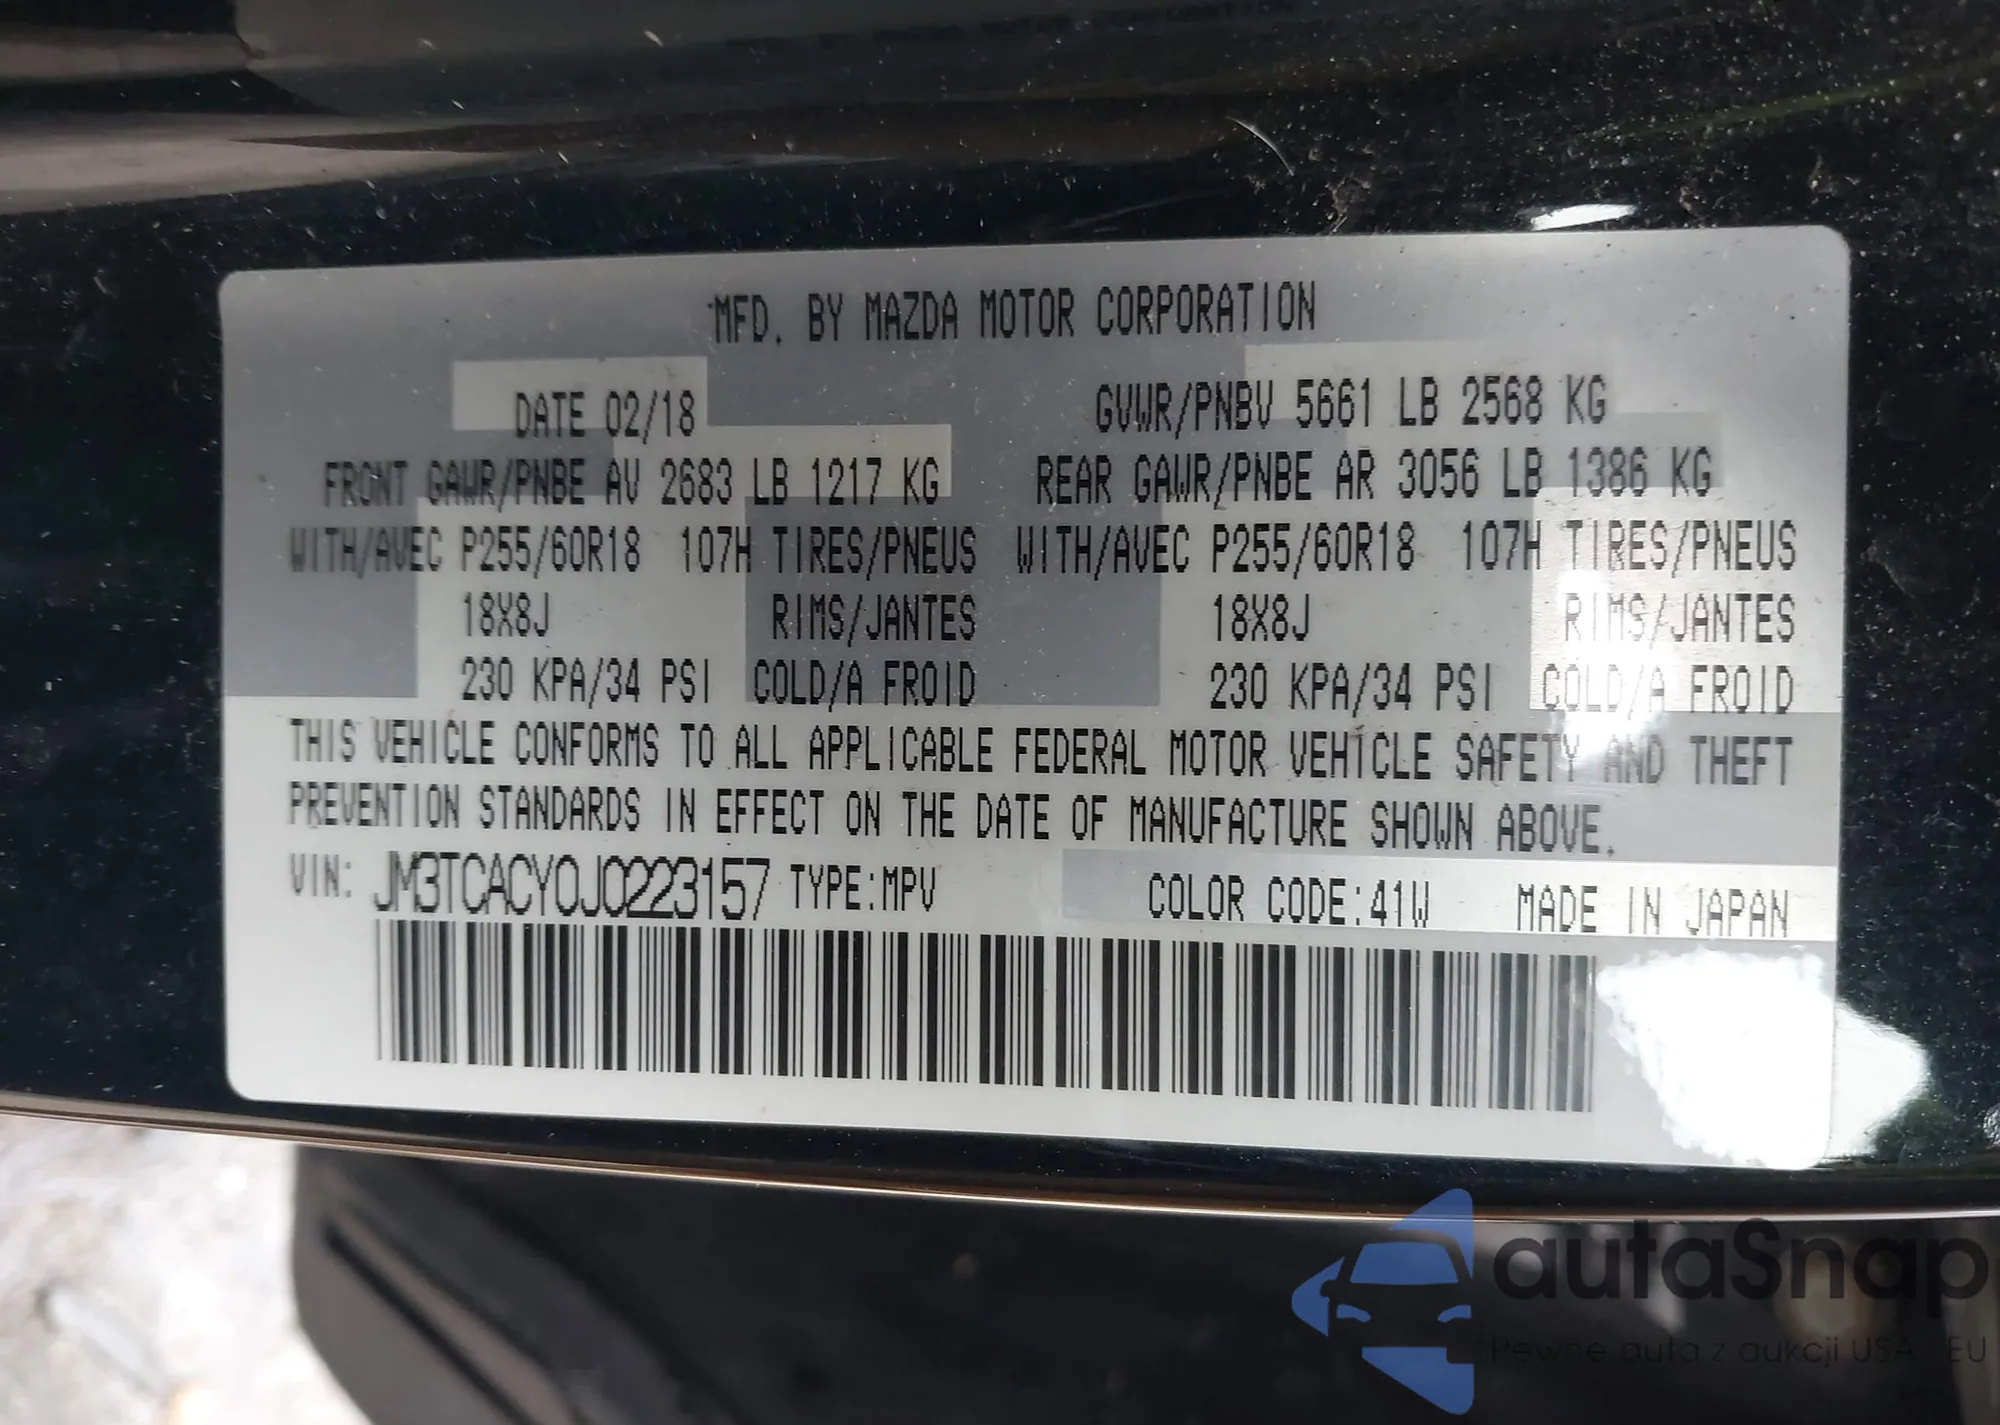 MFD. BY MAZDA MOTOR CORPORATION
DATE 02/18 GVWR/PNBV 5661 LB 2568 KG
FRONT GAWR/PNBE AV 2683 LB 1217 KG REAR GAWR/PNBE AR 3056 LB 1386 KG
WITH/AVEC P255/60R18 107H TIRES/PNEUS WITH/AVEC P255/60R18 107H TIRES/PNEUS
18X8J RIMS/JANTES 18X8J RIMS/JANTES
230 KPA/34 PSI COLD/A FROID 230 KPA/34 PSI COLD/A FROID
THIS VEHICLE CONFORMS TO ALL APPLICABLE FEDERAL MOTOR VEHICLE SAFETY AND THEFT
PREVENTION STANDARDS IN EFFECT ON THE DATE OF MANUFACTURE SHOWN ABOVE.
VIN: JM3TCACY0J0223157 TYPE:MPV COLOR CODE:41W MADE IN JAPAN
autaSnap
Pewne auta z aukcji USA i EU